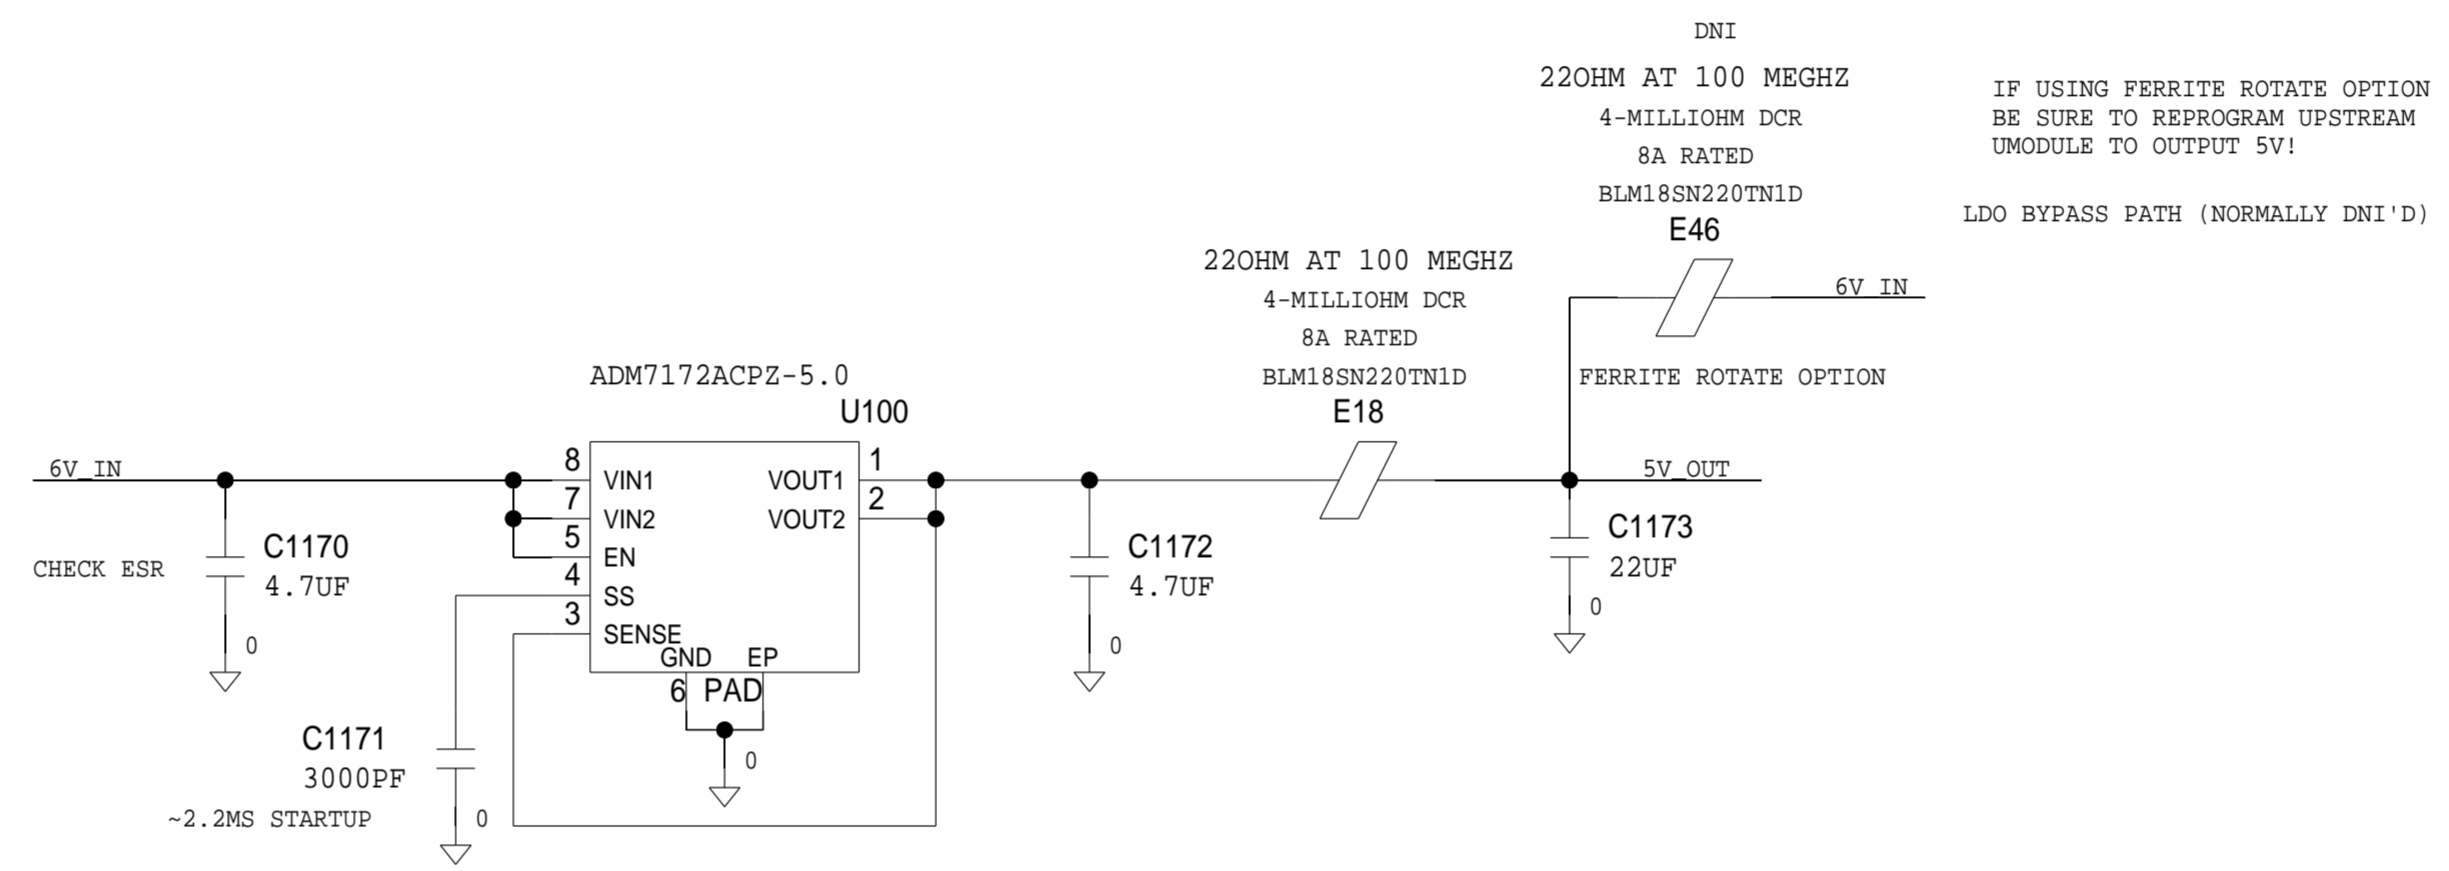 DNI
22OHM AT 100 MEGHZ
4-MILLIOHM DCR
8A RATED
BLM18SN220TN1D
E46
IF USING FERRITE ROTATE OPTION
BE SURE TO REPROGRAM UPSTREAM
UMODULE TO OUTPUT 5V!
LDO BYPASS PATH (NORMALLY DNI'D)
6V_IN
FERRITE ROTATE OPTION
22OHM AT 100 MEGHZ
4-MILLIOHM DCR
8A RATED
BLM18SN220TN1D
E18
ADM7172ACPZ-5.0
U100
6V_IN
8
VIN1
7
VIN2
5
EN
4
SS
3
SENSE
VOUT1
1
VOUT2
2
GND
EP
6
PAD
0
CHECK ESR
C1170
4.7UF
0
C1171
3000PF
~2.2MS STARTUP
0
C1172
4.7UF
0
5V_OUT
C1173
22UF
0